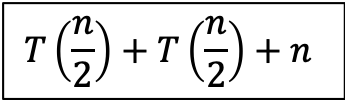 T(n/2) + T(n/2) + n